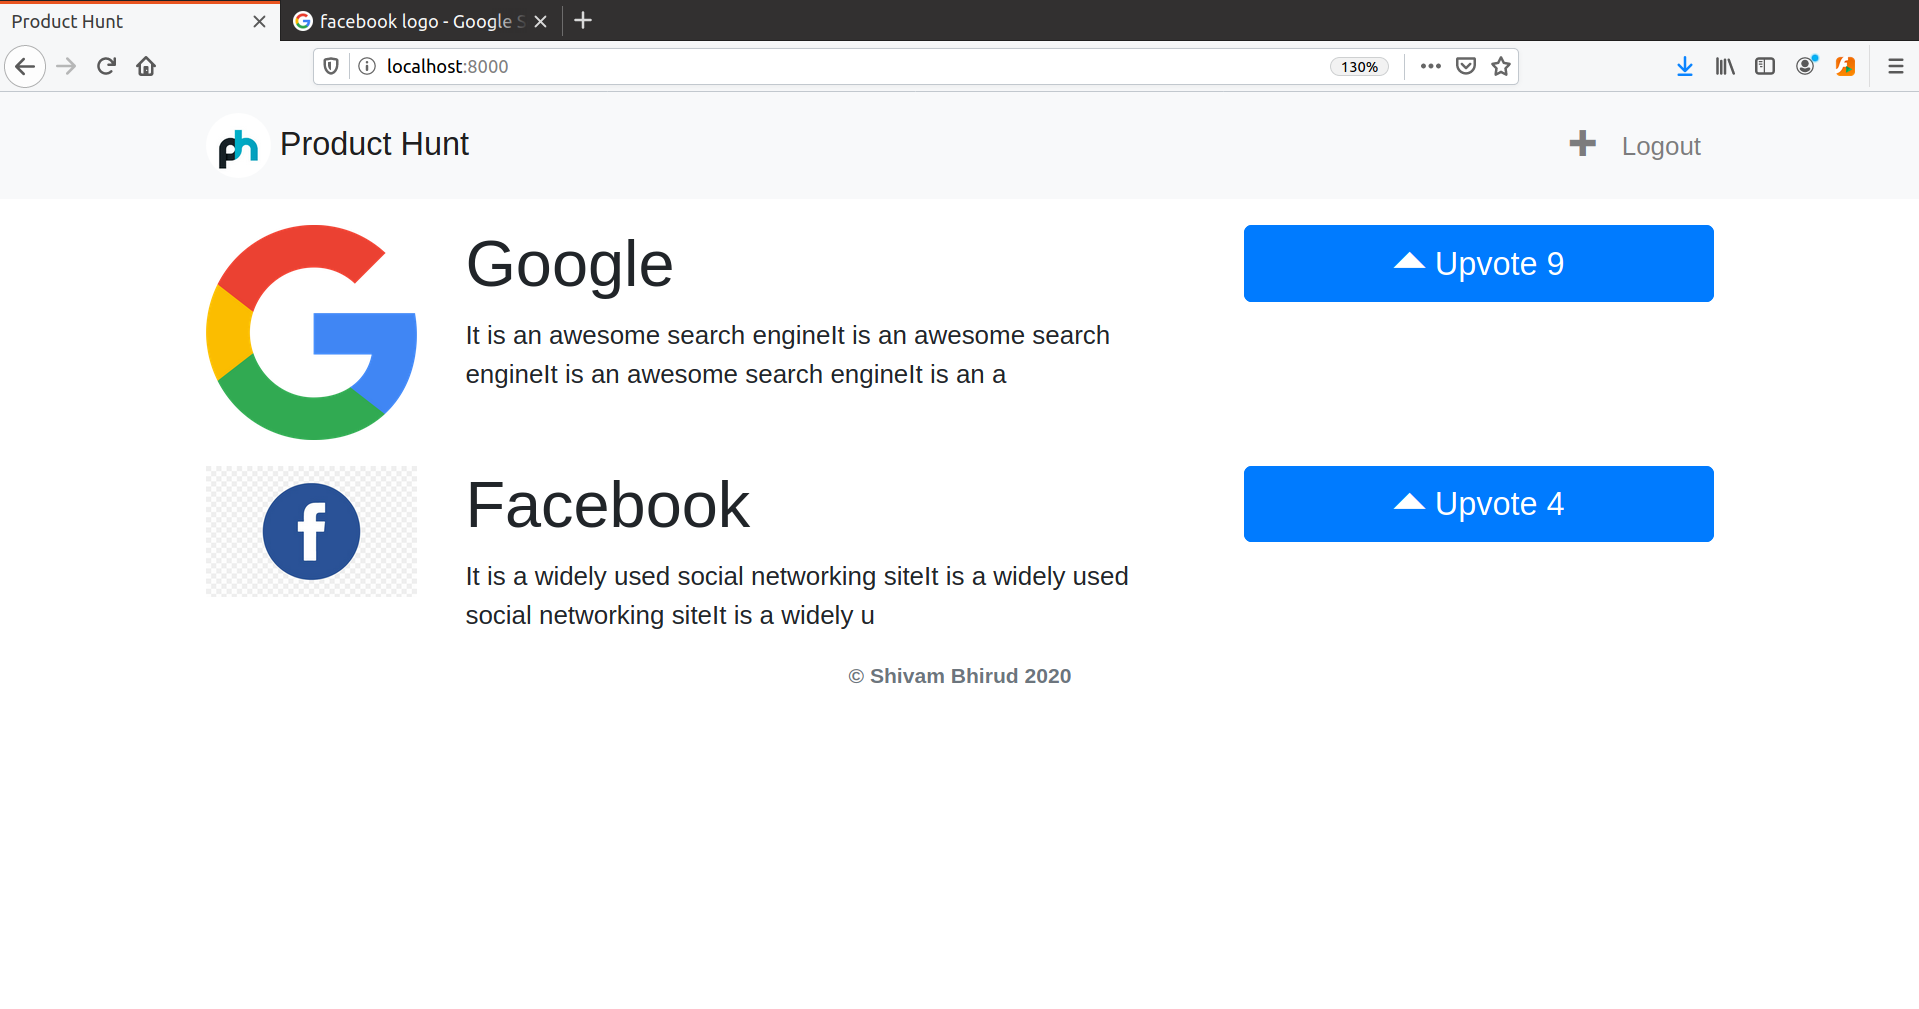 Product Hunt
facebook logo - Google S
localhost:8000
130%
ph Product Hunt
Logout
Google
Upvote 9
It is an awesome search engineIt is an awesome search
engineIt is an awesome search engineIt is an a
f
Facebook
Upvote 4
It is a widely used social networking siteIt is a widely used
social networking siteIt is a widely u
© Shivam Bhirud 2020